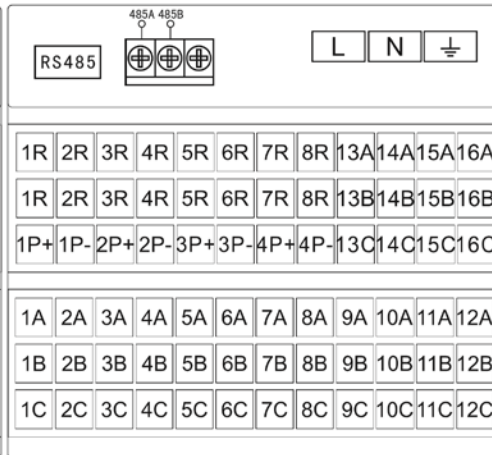 485A 485B
RS485
L N
1R 2R 3R 4R 5R 6R 7R 8R 13A 14A 15A 16A
1R 2R 3R 4R 5R 6R 7R 8R 13B 14B 15B 16B
1P+ 1P- 2P+ 2P- 3P+ 3P- 4P+ 4P- 13C 14C 15C 16C
1A 2A 3A 4A 5A 6A 7A 8A 9A 10A 11A 12A
1B 2B 3B 4B 5B 6B 7B 8B 9B 10B 11B 12B
1C 2C 3C 4C 5C 6C 7C 8C 9C 10C 11C 12C